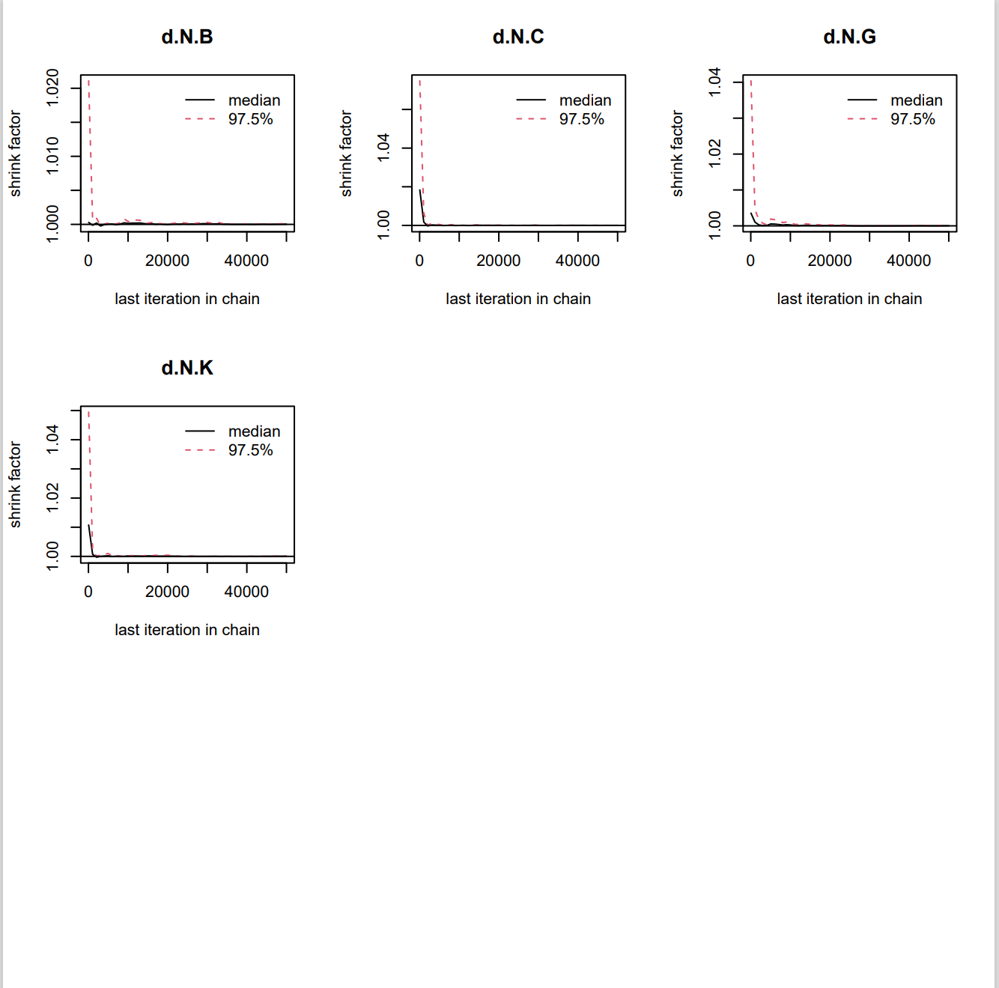 d.N.B
shrink factor
1.000 1.010 1.020
median
97.5%
0 20000 40000
last iteration in chain
d.N.C
shrink factor
1.00 1.04
median
97.5%
0 20000 40000
last iteration in chain
d.N.G
shrink factor
1.00 1.02 1.04
median
97.5%
0 20000 40000
last iteration in chain
d.N.K
shrink factor
1.00 1.02 1.04
median
97.5%
0 20000 40000
last iteration in chain